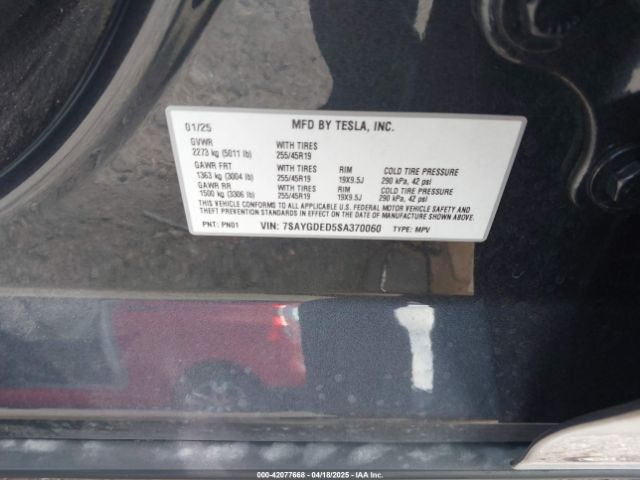 01/25 MFD BY TESLA, INC.
GVWR WITH TIRES
2273 kg (5011 lb) 255/45R19
GAWR FRT WITH TIRES RIM COLD TIRE PRESSURE
1363 kg (3004 lb) 255/45R19 19X9.5J 290 kPa, 42 psi
GAWR RR WITH TIRES RIM COLD TIRE PRESSURE
1500 kg (3306 lb) 255/45R19 19X9.5J 290 kPa, 42 psi
THIS VEHICLE CONFORMS TO ALL APPLICABLE U.S. FEDERAL MOTOR VEHICLE SAFETY AND
THEFT PREVENTION STANDARDS IN EFFECT ON THE DATE OF MANUFACTURE SHOWN ABOVE.
PNT: PN01 VIN: 7SAYGDED5SA370060 TYPE: MPV
000-42077668 - 04/18/2025 - IAA Inc.